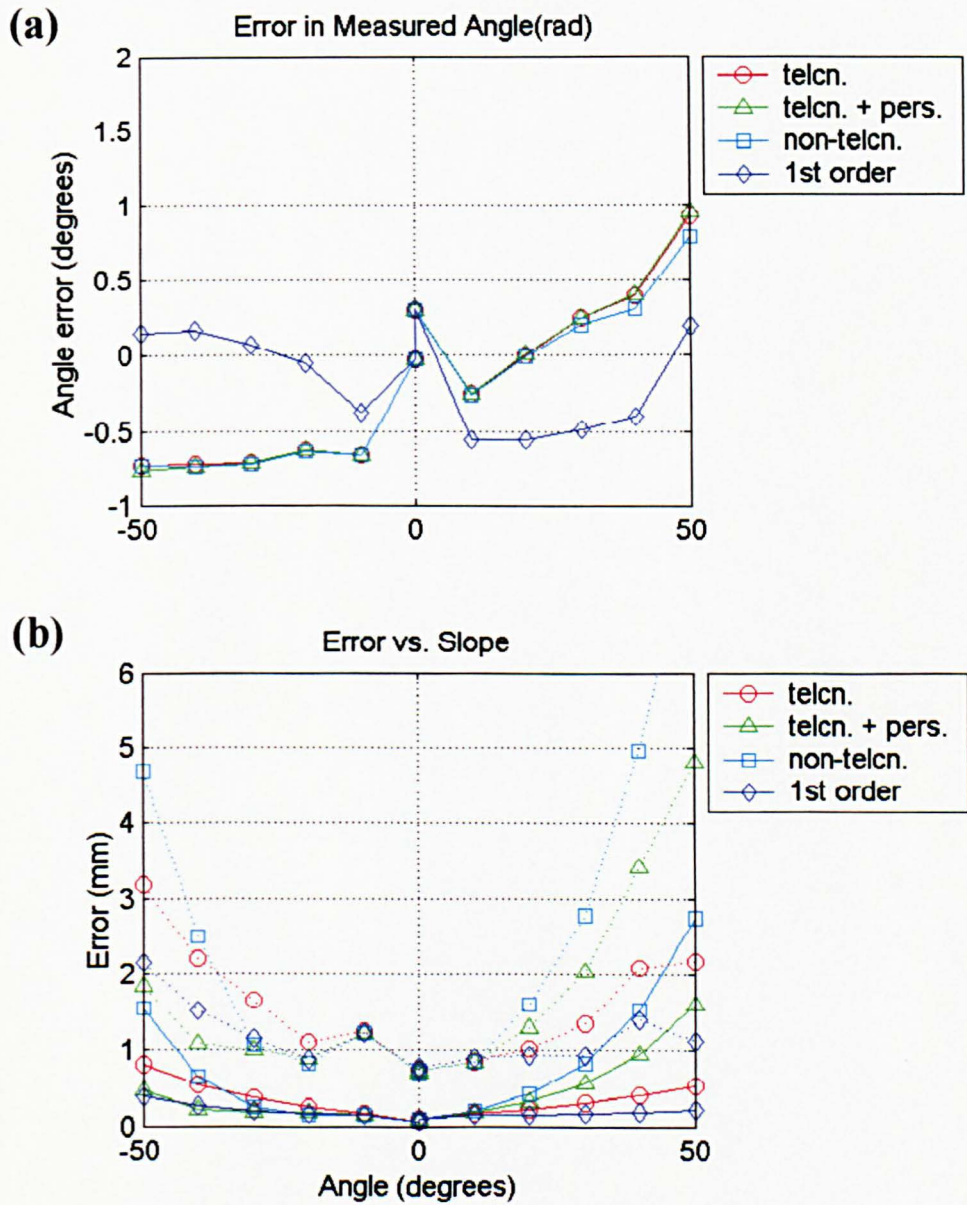 (a)
Error in Measured Angle(rad)
2
1.5
1
0.5
0
-0.5
-1
Angle error (degrees)
-50
0
50
telcn.
telcn. + pers.
non-telcn.
1st order
(b)
Error vs. Slope
6
5
4
3
2
1
0
Error (mm)
-50
0
50
Angle (degrees)
telcn.
telcn. + pers.
non-telcn.
1st order